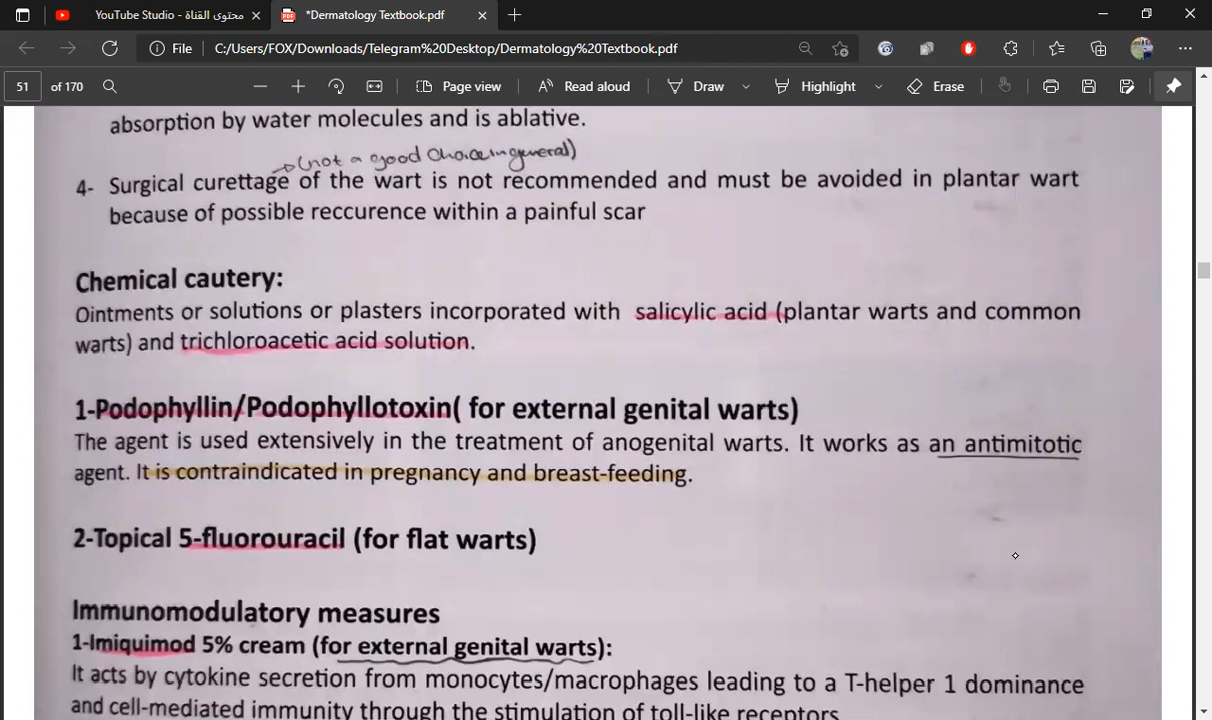 YouTube Studio - محتوى القناة
*Dermatology Textbook.pdf
File
C:/Users/FOX/Downloads/Telegram%20Desktop/Dermatology%20Textbook.pdf
51 of 170
Page view
Read aloud
Draw
Highlight
Erase
absorption by water molecules and is ablative.
(not a good choice in general)
4- Surgical curettage of the wart is not recommended and must be avoided in plantar wart
because of possible reccurence within a painful scar
Chemical cautery:
Ointments or solutions or plasters incorporated with salicylic acid (plantar warts and common
warts) and trichloroacetic acid solution.
1-Podophyllin/Podophyllotoxin( for external genital warts)
The agent is used extensively in the treatment of anogenital warts. It works as an antimitotic
agent. It is contraindicated in pregnancy and breast-feeding.
2-Topical 5-fluorouracil (for flat warts)
Immunomodulatory measures
1-Imiquimod 5% cream (for external genital warts):
It acts by cytokine secretion from monocytes/macrophages leading to a T-helper 1 dominance
and cell-mediated immunity through the stimulation of toll-like receptors